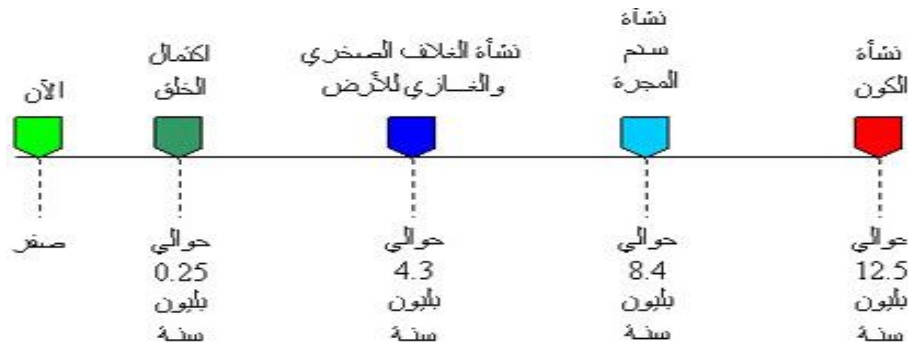 نشأة
الكون
نشأة
سدم
المجرة
نشأة الغلاف الصخري
والغــازي للأرض
اكتمال
الخلق
الآن
حوالي
12.5
بليون
سنـة
حوالي
8.4
بليون
سنـة
حوالي
4.3
بليون
سنـة
حوالي
0.25
بليون
سنـة
صفر